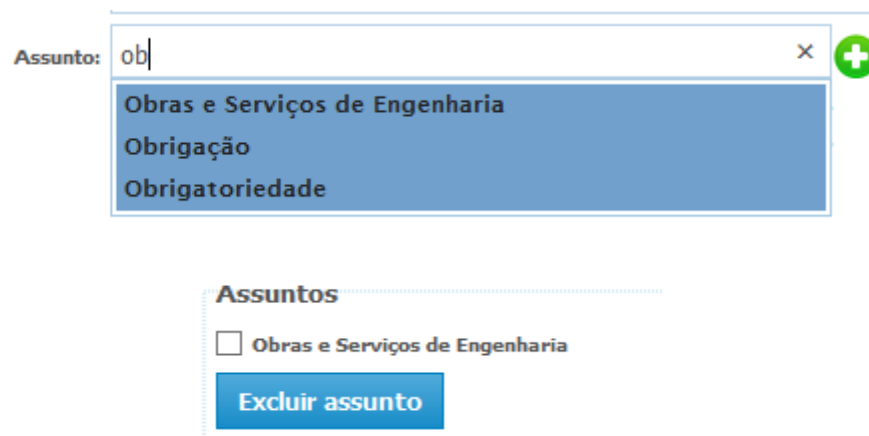 Assunto: ob
Obras e Serviços de Engenharia
Obrigação
Obrigatoriedade
Assuntos
Obras e Serviços de Engenharia
Excluir assunto